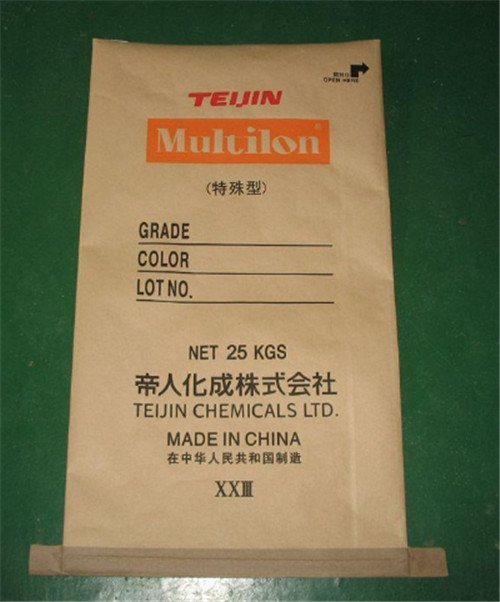 OPEN HERE
TEIJIN
Multilon®
(特殊型)
GRADE
COLOR
LOT NO.
NET 25 KGS
帝人化成株式会社
TEIJIN CHEMICALS LTD.
MADE IN CHINA
在中华人民共和国制造
XXIII